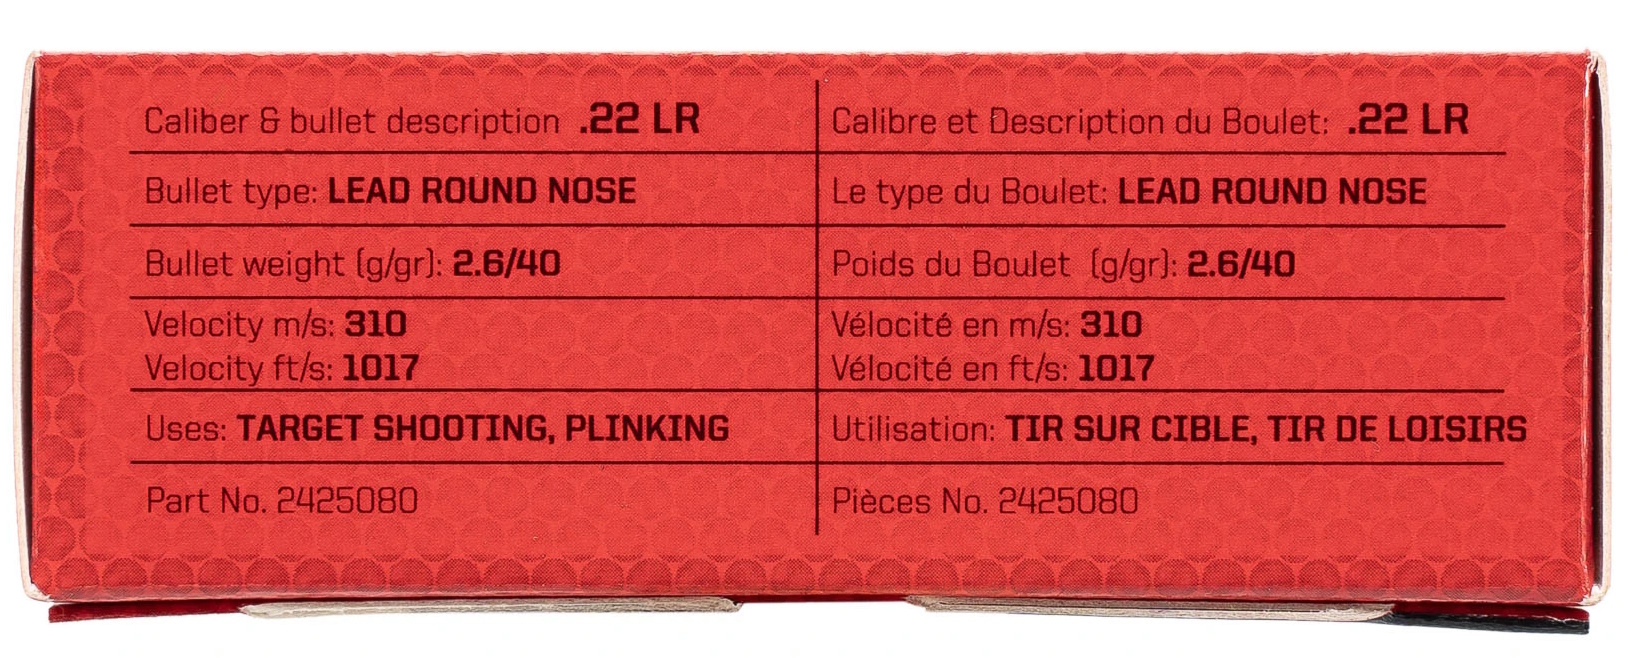 Caliber & bullet description .22 LR
Bullet type: LEAD ROUND NOSE
Bullet weight (g/gr): 2.6/40
Velocity m/s: 310
Velocity ft/s: 1017
Uses: TARGET SHOOTING, PLINKING
Part No. 2425080
Calibre et Description du Boulet: .22 LR
Le type du Boulet: LEAD ROUND NOSE
Poids du Boulet (g/gr): 2.6/40
Vélocité en m/s: 310
Vélocité en ft/s: 1017
Utilisation: TIR SUR CIBLE, TIR DE LOISIRS
Pièces No. 2425080